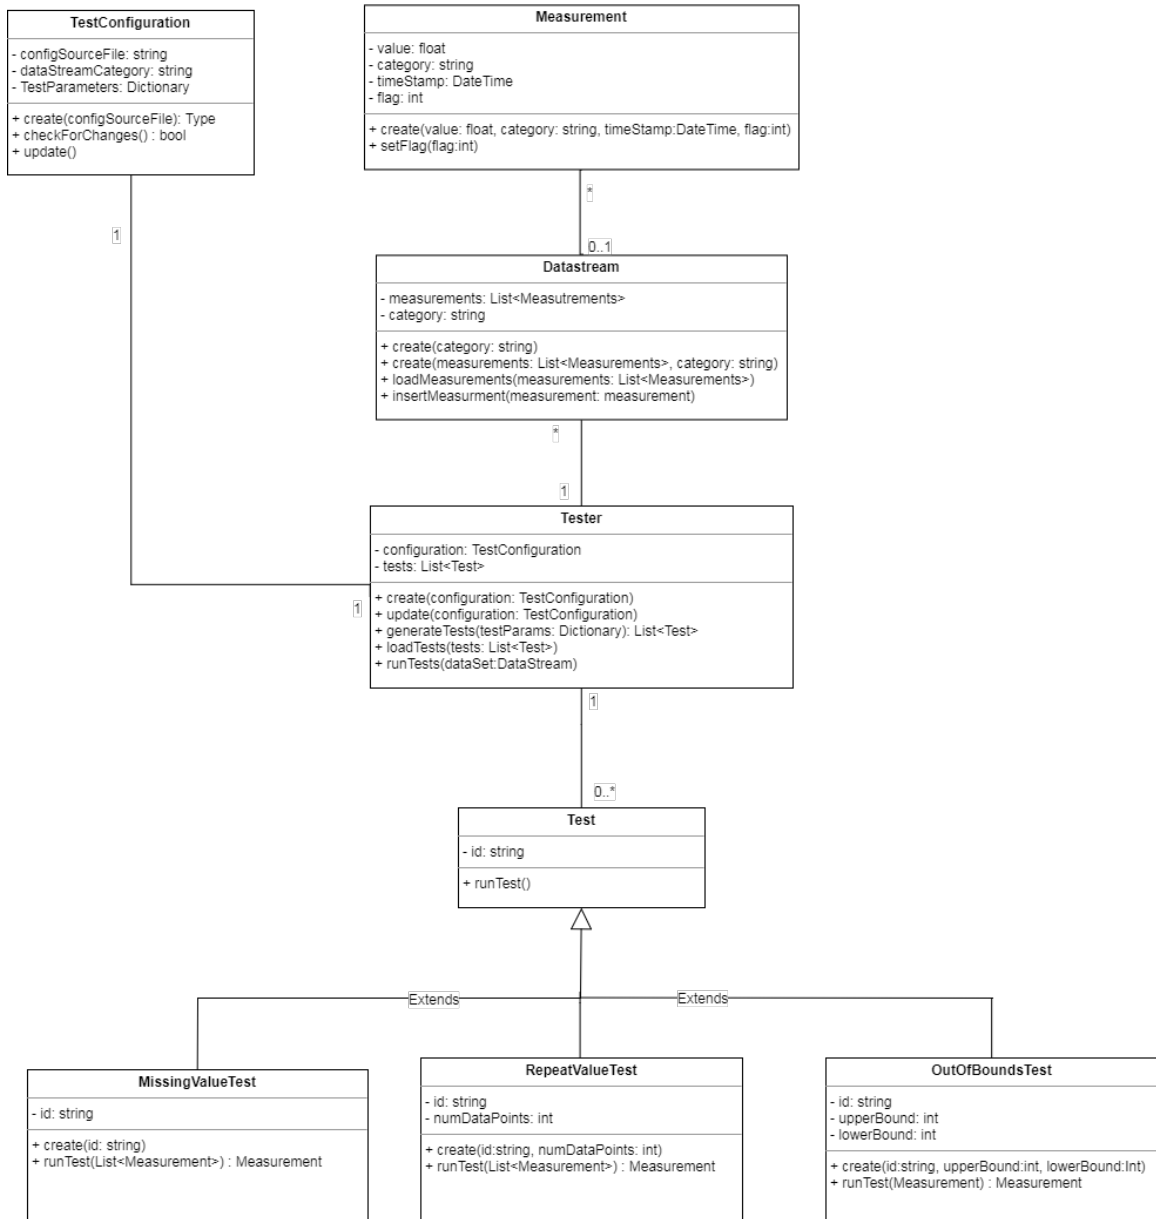 TestConfiguration
- configSourceFile: string
- dataStreamCategory: string
- TestParameters: Dictionary
+ create(configSourceFile): Type
+ checkForChanges() : bool
+ update()
Measurement
- value: float
- category: string
- timeStamp: DateTime
- flag: int
+ create(value: float, category: string, timeStamp:DateTime, flag:int)
+ setFlag(flag:int)
*
1
0..1
Datastream
- measurements: List<Measutrements>
- category: string
+ create(category: string)
+ create(measurements: List<Measurements>, category: string)
+ loadMeasurements(measurements: List<Measurements>)
+ insertMeasurment(measurement: measurement)
*
1
Tester
- configuration: TestConfiguration
- tests: List<Test>
+ create(configuration: TestConfiguration)
+ update(configuration: TestConfiguration)
+ generateTests(testParams: Dictionary): List<Test>
+ loadTests(tests: List<Test>)
+ runTests(dataSet:DataStream)
1
1
0..*
Test
- id: string
+ runTest()
Extends
Extends
MissingValueTest
- id: string
+ create(id: string)
+ runTest(List<Measurement>) : Measurement
RepeatValueTest
- id: string
- numDataPoints: int
+ create(id:string, numDataPoints: int)
+ runTest(List<Measurement>) : Measurement
OutOfBoundsTest
- id: string
- upperBound: int
- lowerBound: int
+ create(id:string, upperBound:int, lowerBound:Int)
+ runTest(Measurement) : Measurement